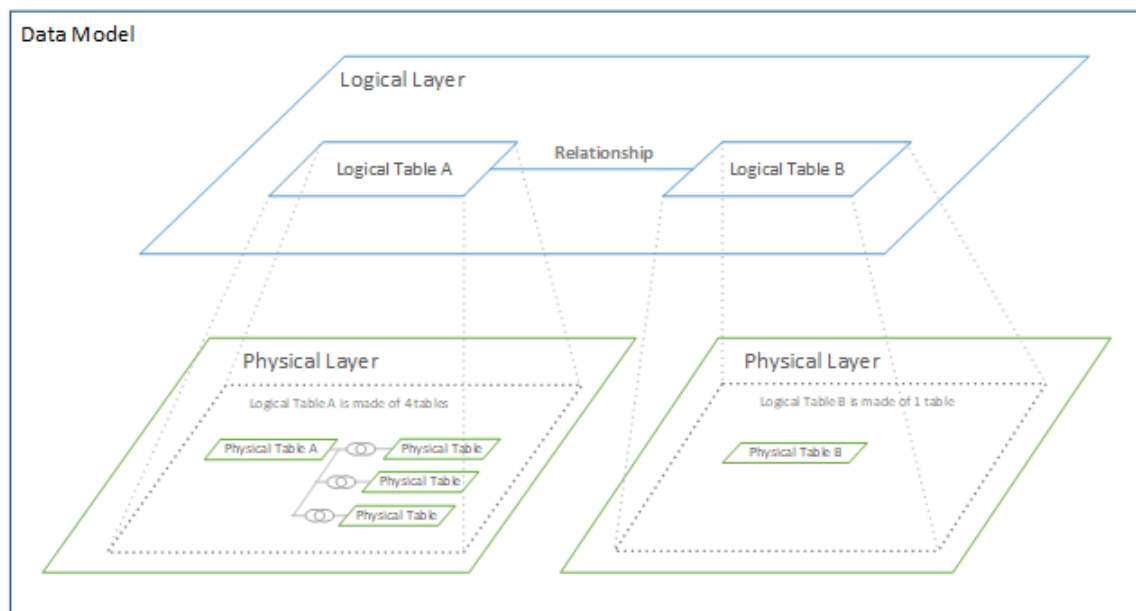 Data Model
Logical Layer
Logical Table A
Relationship
Logical Table B
Physical Layer
Logical Table A is made of 4 tables
Physical Table A
Physical Table
Physical Table
Physical Table
Physical Layer
Logical Table B is made of 1 table
Physical Table B